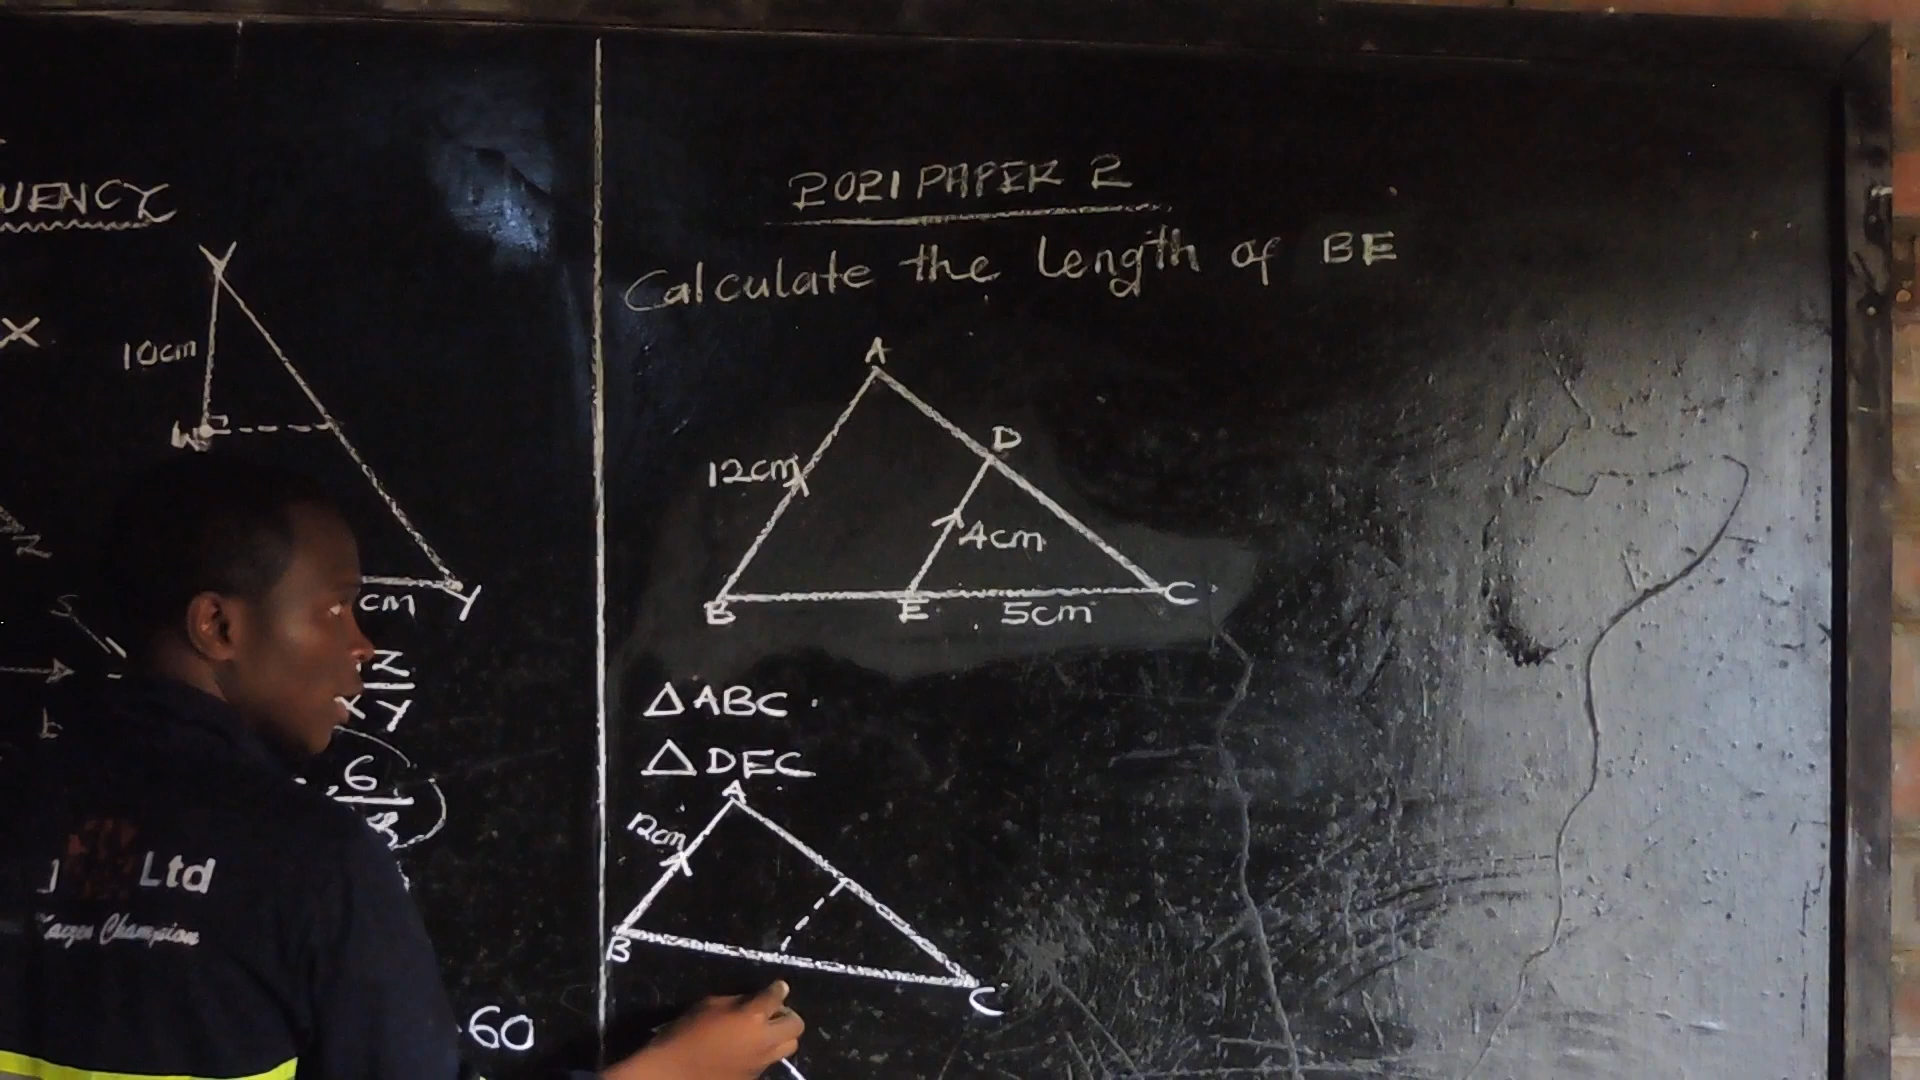 UENCY
X
10cm
W
Z
S
cm
Y
Z
XY
6
60
Ltd
Champion
2021 PAPER 2
Calculate the length of BE
A
D
12cm
4cm
B
E
5cm
C
△ABC
△DEC
A
12cm
B
C